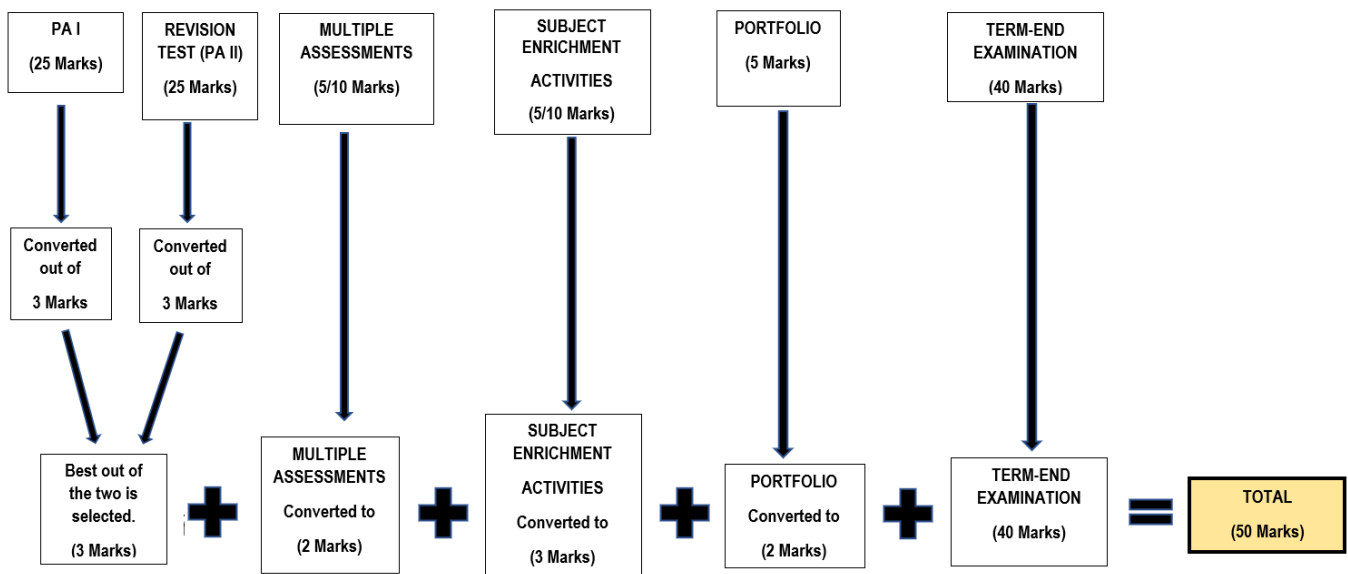 PA I
(25 Marks)
REVISION
TEST (PA II)
(25 Marks)
MULTIPLE
ASSESSMENTS
(5/10 Marks)
SUBJECT
ENRICHMENT
ACTIVITIES
(5/10 Marks)
PORTFOLIO
(5 Marks)
TERM-END
EXAMINATION
(40 Marks)
Converted
out of
3 Marks
Converted
out of
3 Marks
Best out of
the two is
selected.
(3 Marks)
MULTIPLE
ASSESSMENTS
Converted to
(2 Marks)
SUBJECT
ENRICHMENT
ACTIVITIES
Converted to
(3 Marks)
PORTFOLIO
Converted to
(2 Marks)
TERM-END
EXAMINATION
(40 Marks)
TOTAL
(50 Marks)